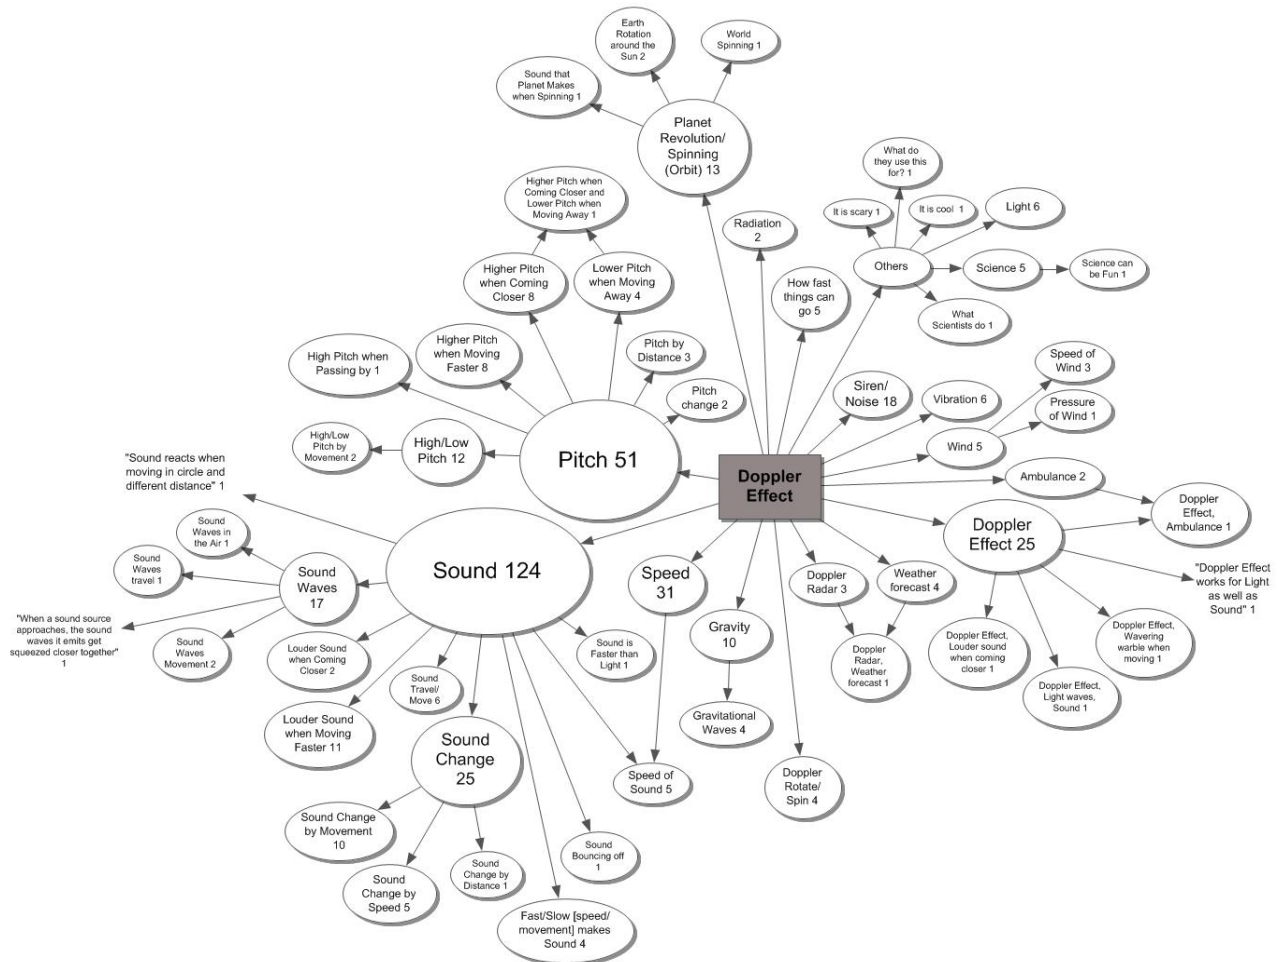 Earth
Rotation
around the
Sun 2
World
Spinning 1
Sound that
Planet Makes
when Spinning 1
Planet
Revolution/
Spinning
(Orbit) 13
What do
they use this
for? 1
Higher Pitch when
Coming Closer and
Lower Pitch when
Moving Away 1
It is scary 1
It is cool 1
Light 6
Radiation
2
Others
Science 5
Science can
be Fun 1
Higher Pitch
when Coming
Closer 8
Lower Pitch
when Moving
Away 4
How fast
things can
go 5
What
Scientists do 1
High Pitch when
Passing by 1
Higher Pitch
when Moving
Faster 8
Pitch by
Distance 3
Pitch
change 2
Speed of
Wind 3
Siren/
Noise 18
Vibration 6
Pressure
of Wind 1
High/Low
Pitch by
Movement 2
High/Low
Pitch 12
Pitch 51
Wind 5
Doppler
Effect
Ambulance 2
"Sound reacts when
moving in circle and
different distance" 1
Doppler
Effect,
Ambulance 1
Doppler
Effect 25
Sound
Waves in
the Air 1
Sound
Waves
travel 1
Sound
Waves
17
Sound 124
Speed
31
Doppler
Radar 3
Weather
forecast 4
"Doppler Effect
works for Light
as well as
Sound" 1
"When a sound source
approaches, the sound
waves it emits get
squeezed closer together"
1
Sound
Waves
Movement 2
Louder Sound
when Coming
Closer 2
Sound is
Faster than
Light 1
Gravity
10
Doppler
Radar,
Weather
forecast 1
Doppler Effect,
Louder sound
when coming
closer 1
Doppler Effect,
Wavering
warble when
moving 1
Sound
Travel/
Move 6
Doppler Effect,
Light waves,
Sound 1
Louder Sound
when Moving
Faster 11
Sound
Change
25
Gravitational
Waves 4
Speed of
Sound 5
Doppler
Rotate/
Spin 4
Sound Change
by Movement
10
Sound
Change by
Speed 5
Sound
Change by
Distance 1
Sound
Bouncing off
1
Fast/Slow [speed/
movement] makes
Sound 4